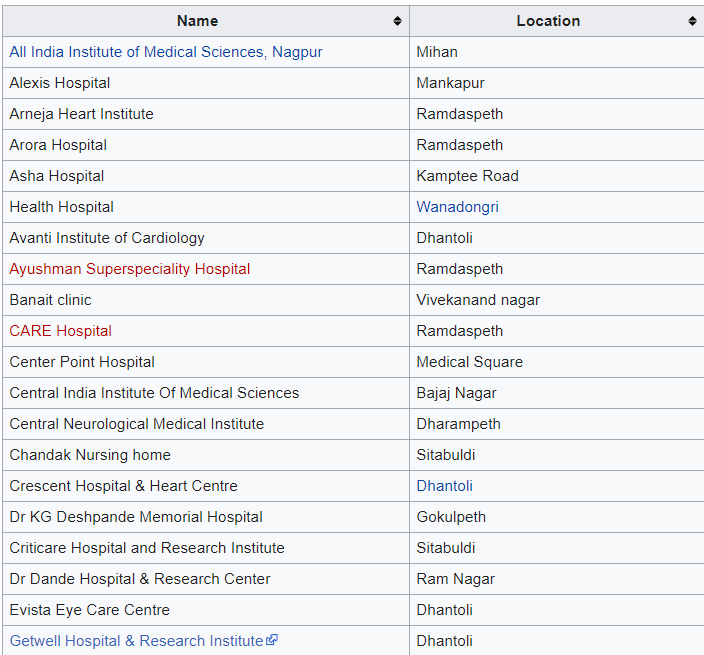 Name Location
All India Institute of Medical Sciences, Nagpur Mihan
Alexis Hospital Mankapur
Arneja Heart Institute Ramdaspeth
Arora Hospital Ramdaspeth
Asha Hospital Kamptee Road
Health Hospital Wanadongri
Avanti Institute of Cardiology Dhantoli
Ayushman Superspeciality Hospital Ramdaspeth
Banait clinic Vivekanand nagar
CARE Hospital Ramdaspeth
Center Point Hospital Medical Square
Central India Institute Of Medical Sciences Bajaj Nagar
Central Neurological Medical Institute Dharampeth
Chandak Nursing home Sitabuldi
Crescent Hospital & Heart Centre Dhantoli
Dr KG Deshpande Memorial Hospital Gokulpeth
Criticare Hospital and Research Institute Sitabuldi
Dr Dande Hospital & Research Center Ram Nagar
Evista Eye Care Centre Dhantoli
Getwell Hospital & Research Institute Dhantoli